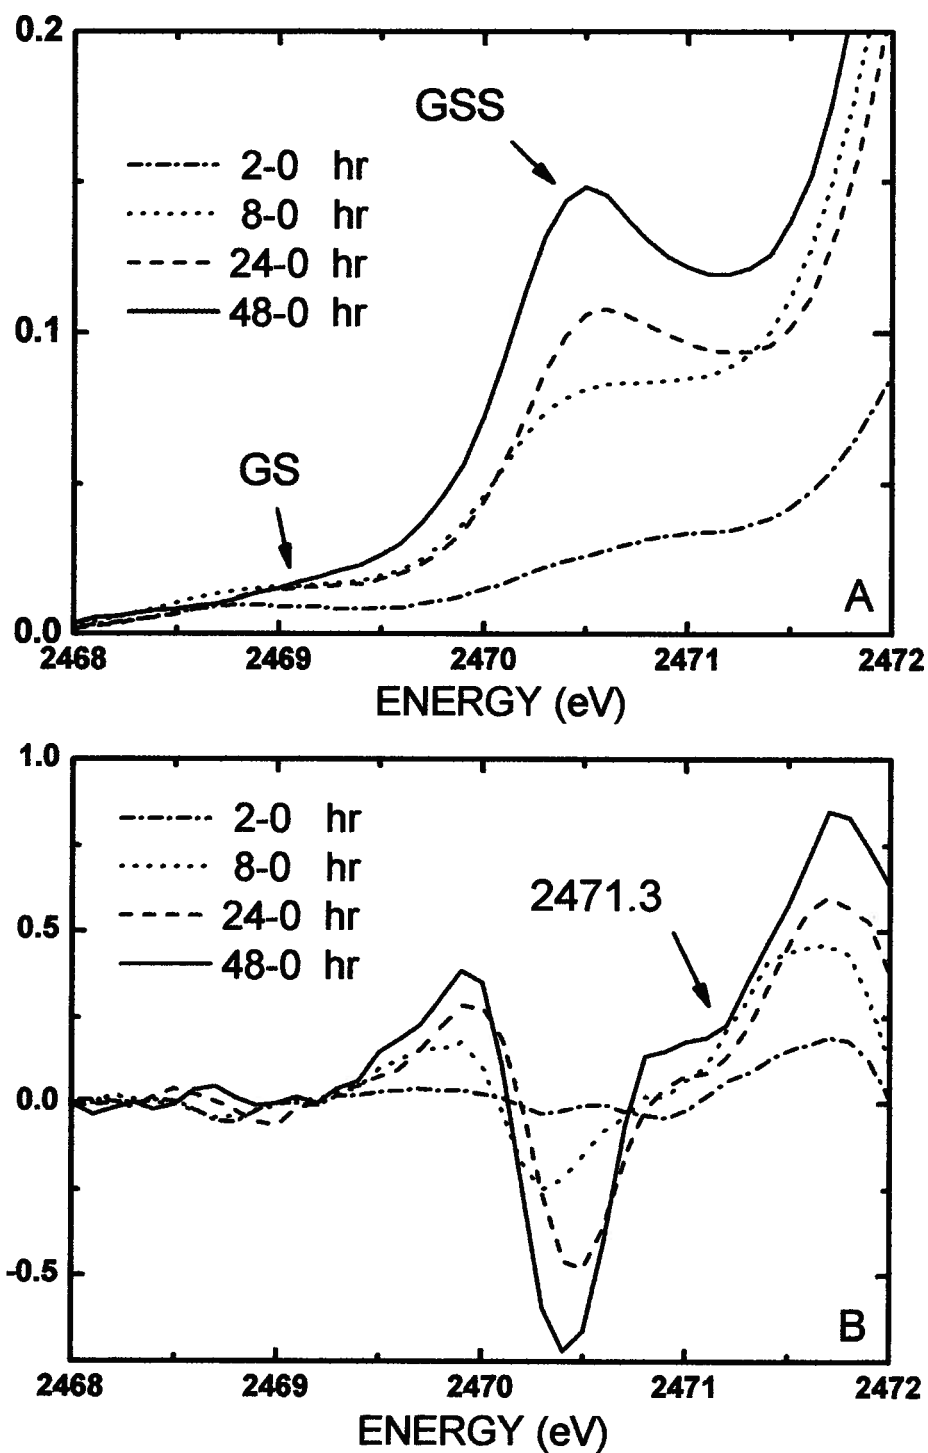 0.2
GSS
2-0 hr
8-0 hr
24-0 hr
48-0 hr
0.1
GS
A
0.0
2468 2469 2470 2471 2472
ENERGY (eV)
1.0
2-0 hr
8-0 hr
24-0 hr
48-0 hr
2471.3
0.5
0.0
-0.5
B
2468 2469 2470 2471 2472
ENERGY (eV)